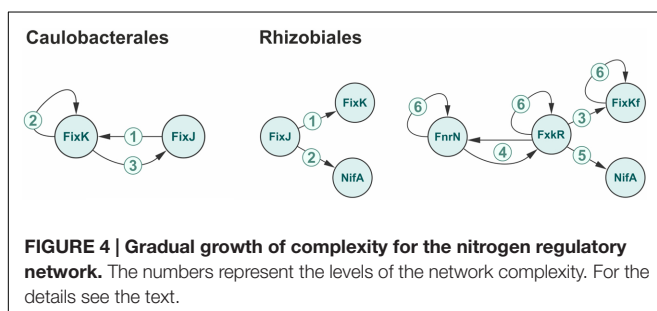 Caulobacterales
Rhizobiales
2
FixK
1
FixJ
3
FixJ
1
FixK
2
NifA
6
FnrN
4
6
FxkR
3
6
FixKf
5
NifA
FIGURE 4 | Gradual growth of complexity for the nitrogen regulatory
network. The numbers represent the levels of the network complexity. For the
details see the text.